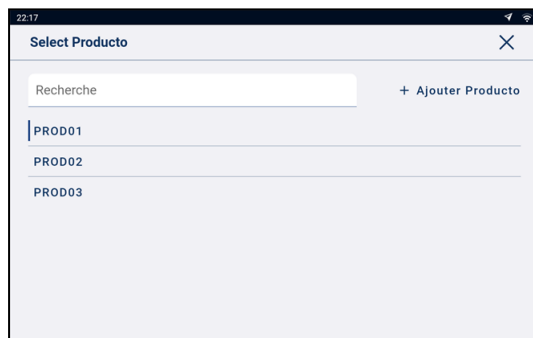 22:17
Select Producto
Recherche
+ Ajouter Producto
PROD01
PROD02
PROD03